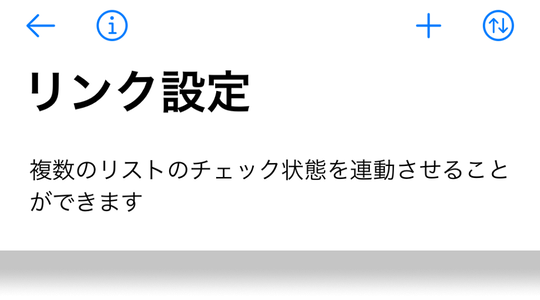 リンク設定
複数のリストのチェック状態を連動させること
ができます